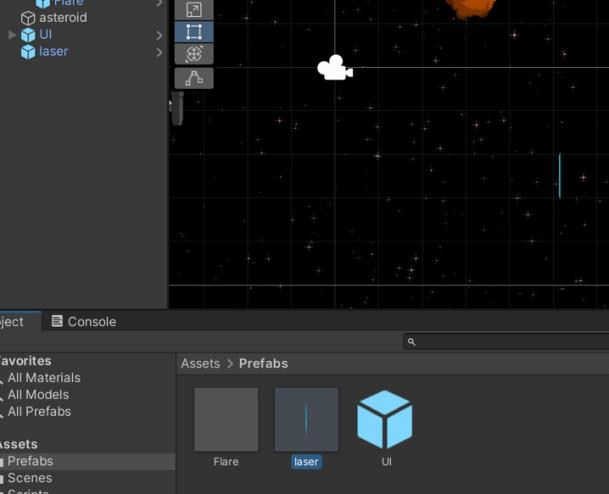 Flare
asteroid
UI
laser
ject
Console
avorites
All Materials
All Models
All Prefabs
Assets > Prefabs
Flare
laser
UI
ssets
Prefabs
Scenes
Scripts